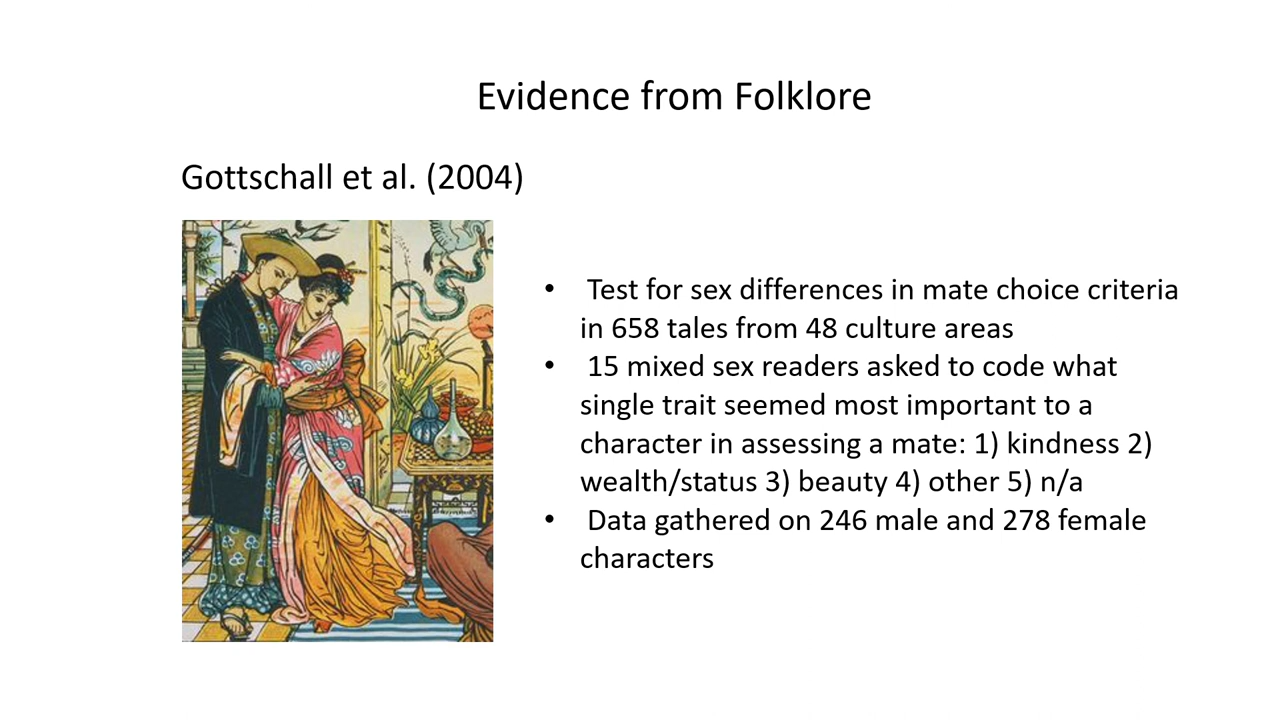 Evidence from Folklore
Gottschall et al. (2004)
• Test for sex differences in mate choice criteria
in 658 tales from 48 culture areas
• 15 mixed sex readers asked to code what
single trait seemed most important to a
character in assessing a mate: 1) kindness 2)
wealth/status 3) beauty 4) other 5) n/a
• Data gathered on 246 male and 278 female
characters